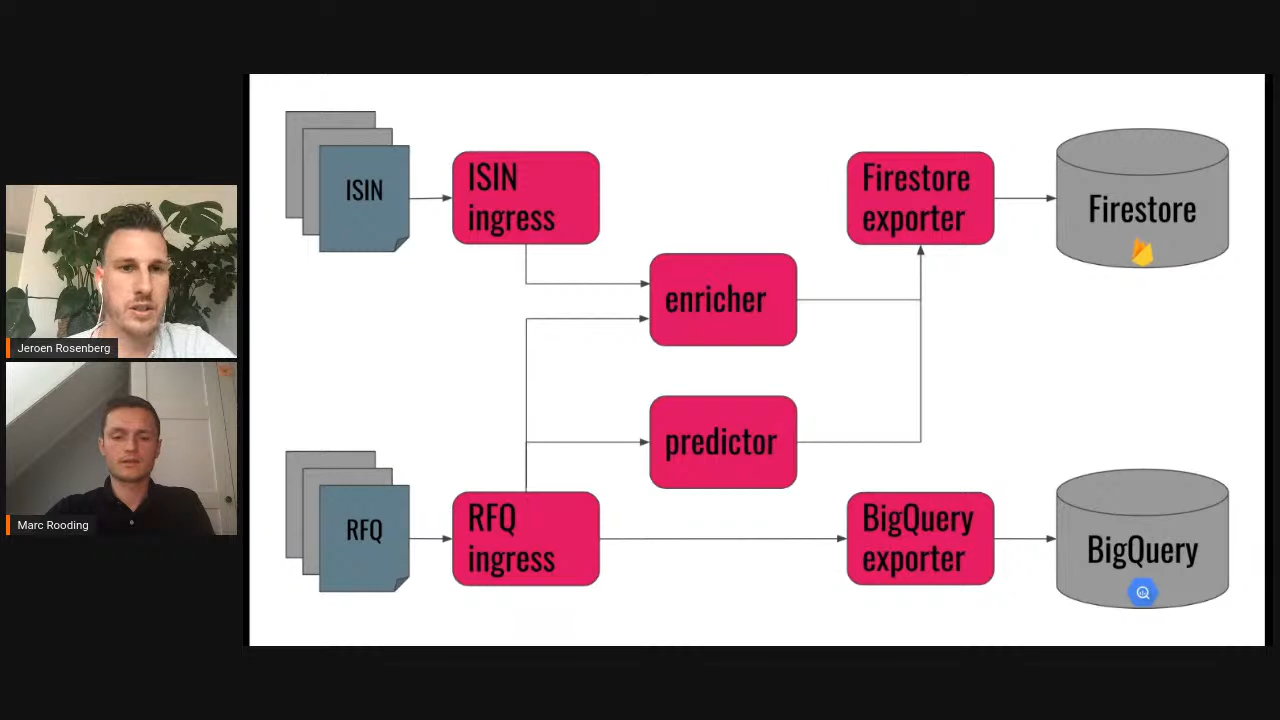 ISIN
ISIN
ingress
Firestore
exporter
Firestore
enricher
predictor
RFQ
RFQ
ingress
BigQuery
exporter
BigQuery
Jeroen Rosenberg
Marc Rooding